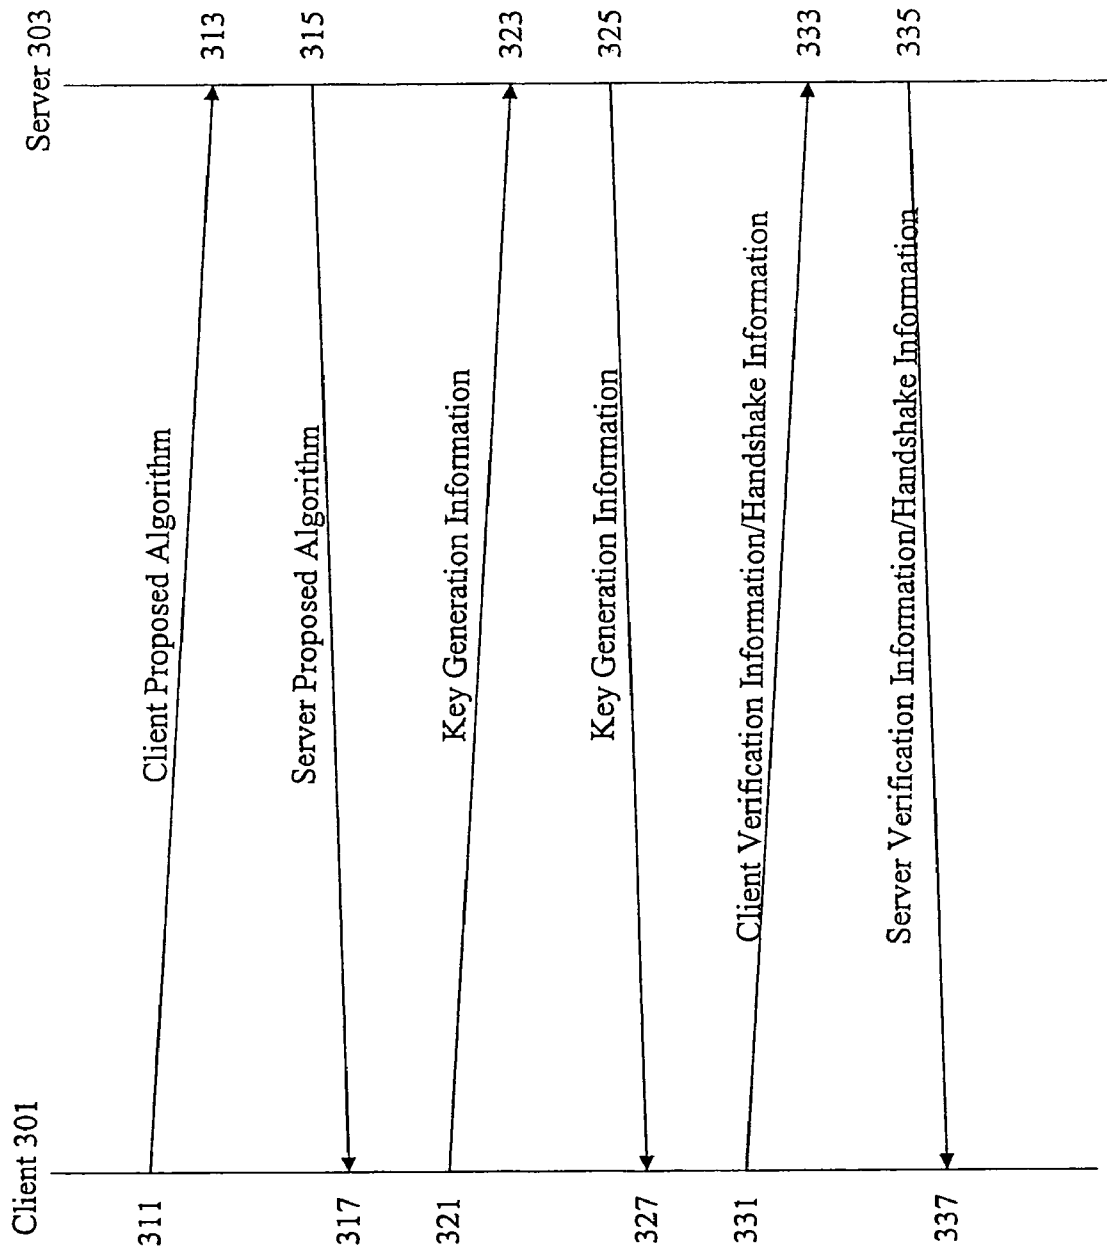 Client 301
Server 303
311
Client Proposed Algorithm
313
315
Server Proposed Algorithm
317
321
Key Generation Information
323
325
Key Generation Information
327
331
Client Verification Information/Handshake Information
333
335
Server Verification Information/Handshake Information
337